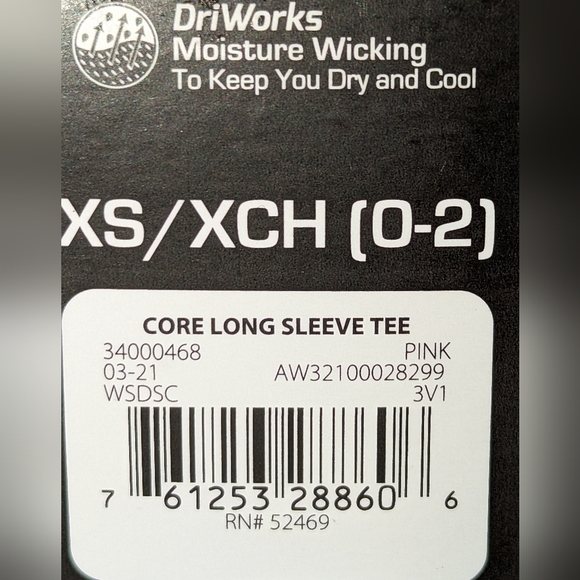 DriWorks
Moisture Wicking
To Keep You Dry and Cool
XS/XCH (0-2)
CORE LONG SLEEVE TEE
34000468 PINK
03-21 AW32100028299
WSDSC 3V1
7 61253 28860 6
RN# 52469